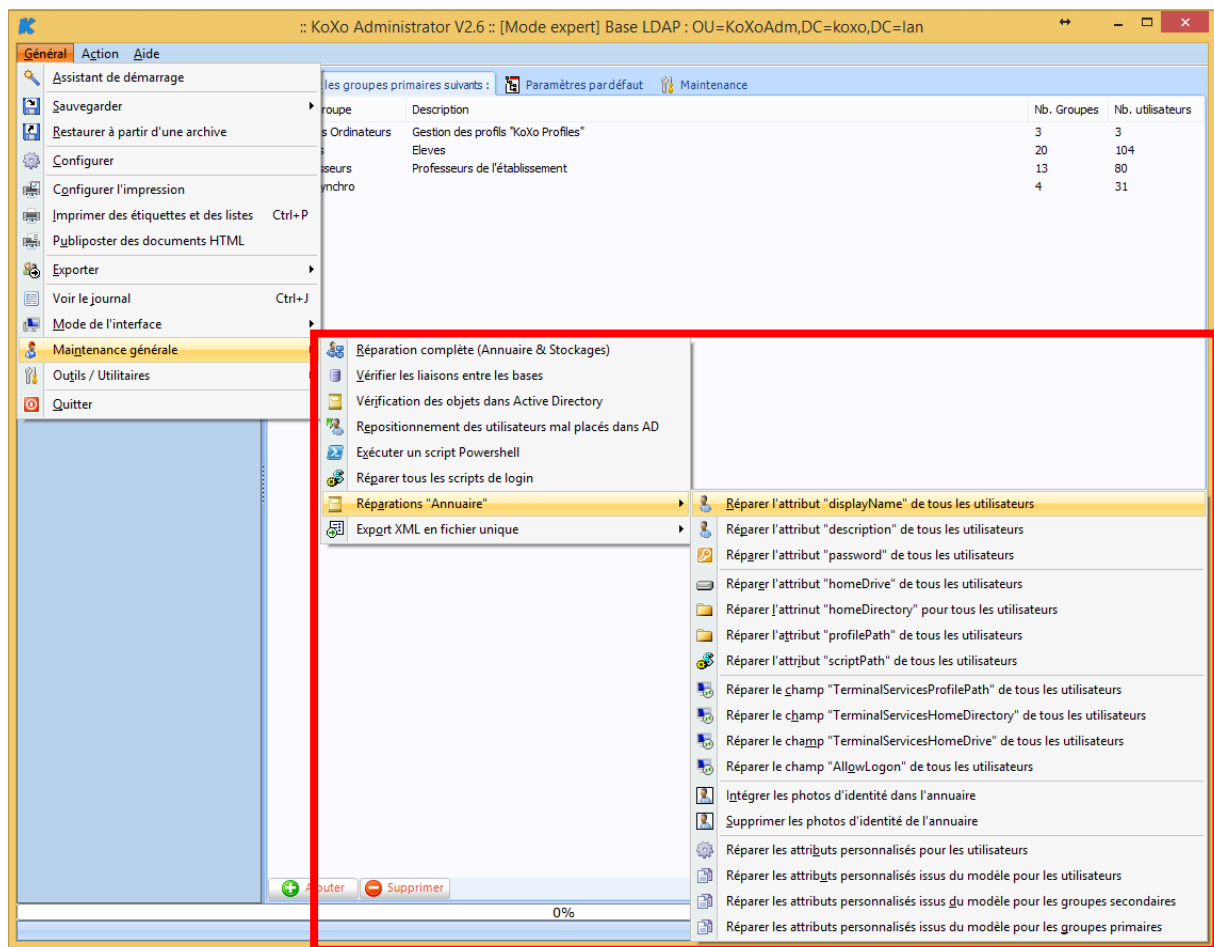 :: KoXo Administrator V2.6 :: [Mode expert] Base LDAP : OU=KoXoAdm,DC=koxo,DC=lan
Général Action Aide
Assistant de démarrage
Sauvegarder
Restaurer à partir d'une archive
Configurer
Configurer l'impression
Imprimer des étiquettes et des listes Ctrl+P
Publiposter des documents HTML
Exporter
Voir le journal Ctrl+J
Mode de l'interface
Maintenance générale
Outils / Utilitaires
Quitter
les groupes primaires suivants : Paramètres par défaut Maintenance
roupe Description Nb. Groupes Nb. utilisateurs
s Ordinateurs Gestion des profils "KoXo Profiles" 3 3
s Eleves 20 104
sseurs Professeurs de l'établissement 13 80
ynchro 4 31
Réparation complète (Annuaire & Stockages)
Vérifier les liaisons entre les bases
Vérification des objets dans Active Directory
Repositionnement des utilisateurs mal placés dans AD
Exécuter un script Powershell
Réparer tous les scripts de login
Réparations "Annuaire"
Export XML en fichier unique
Réparer l'attribut "displayName" de tous les utilisateurs
Réparer l'attribut "description" de tous les utilisateurs
Réparer l'attribut "password" de tous les utilisateurs
Réparer l'attribut "homeDrive" de tous les utilisateurs
Réparer l'attrinut "homeDirectory" pour tous les utilisateurs
Réparer l'attribut "profilePath" de tous les utilisateurs
Réparer l'attribut "scriptPath" de tous les utilisateurs
Réparer le champ "TerminalServicesProfilePath" de tous les utilisateurs
Réparer le champ "TerminalServicesHomeDirectory" de tous les utilisateurs
Réparer le champ "TerminalServicesHomeDrive" de tous les utilisateurs
Réparer le champ "AllowLogon" de tous les utilisateurs
Intégrer les photos d'identité dans l'annuaire
Supprimer les photos d'identité de l'annuaire
Réparer les attributs personnalisés pour les utilisateurs
Réparer les attributs personnalisés issus du modèle pour les utilisateurs
Réparer les attributs personnalisés issus du modèle pour les groupes secondaires
Réparer les attributs personnalisés issus du modèle pour les groupes primaires
Ajouter Supprimer
0%